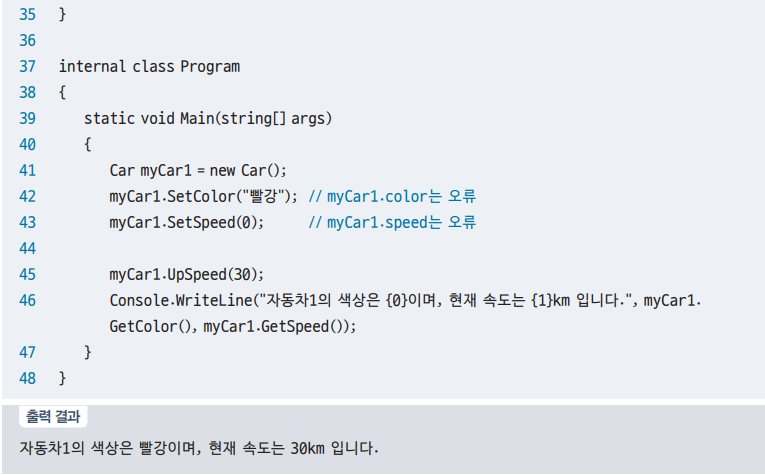 35 }
36
37 internal class Program
38 {
39 static void Main(string[] args)
40 {
41 Car myCar1 = new Car();
42 myCar1.SetColor("빨강"); // myCar1.color는 오류
43 myCar1.SetSpeed(0); // myCar1.speed는 오류
44
45 myCar1.UpSpeed(30);
46 Console.WriteLine("자동차1의 색상은 {0}이며, 현재 속도는 {1}km 입니다.", myCar1.
GetColor(), myCar1.GetSpeed());
47 }
48 }
출력 결과
자동차1의 색상은 빨강이며, 현재 속도는 30km 입니다.